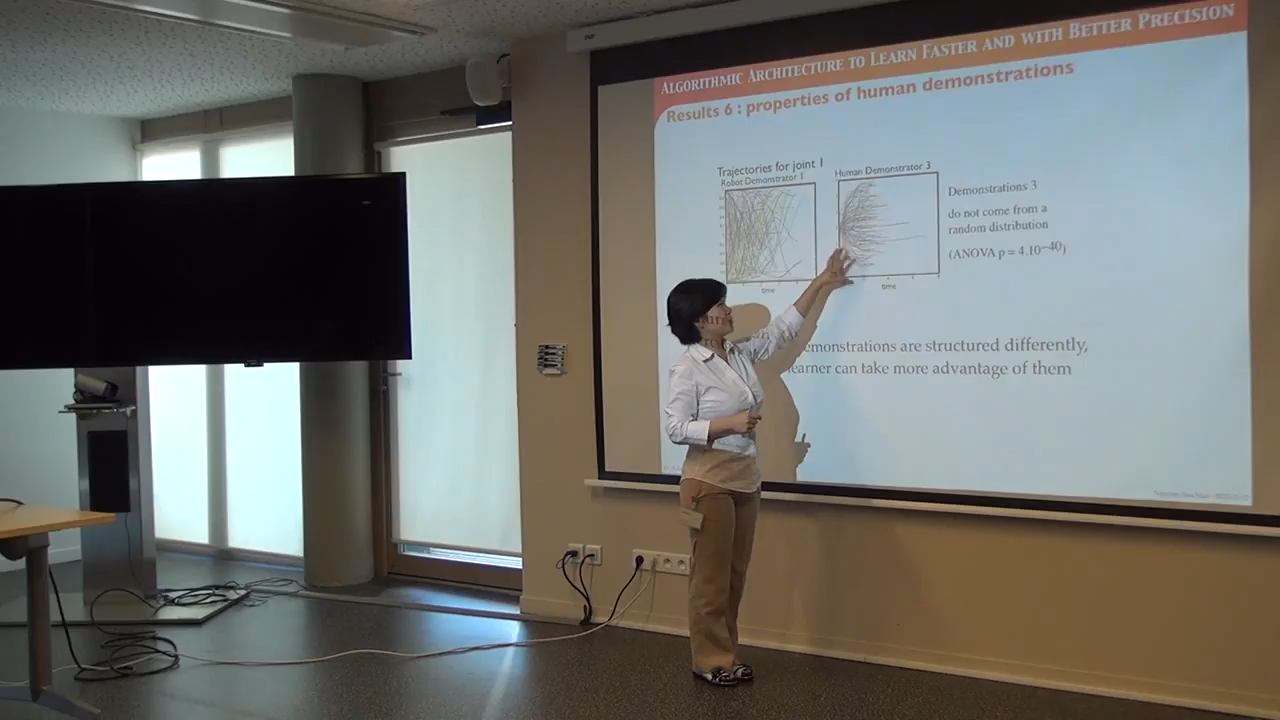 ALGORITHMIC ARCHITECTURE TO LEARN FASTER AND WITH BETTER PRECISION
Results 6 : properties of human demonstrations
Trajectories for joint 1
Robot Demonstrator 1
Human Demonstrator 3
time
time
Demonstrations 3
do not come from a
random distribution
(ANOVA p = 4.10−40)
emonstrations are structured differently,
learner can take more advantage of them